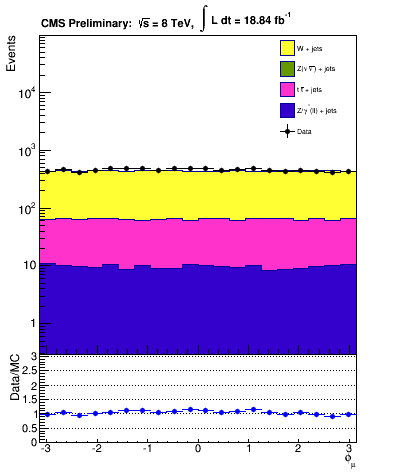 CMS Preliminary: √s = 8 TeV, ∫ L dt = 18.84 fb⁻¹
Events
W + jets
Z(ν ν̅) + jets
t t̅ + jets
Z/γ*(ll) + jets
Data
10⁴
10³
10²
10
1
Data/MC
3
2.5
2
1.5
1
0.5
0
-3 -2 -1 0 1 2 3
ϕμ